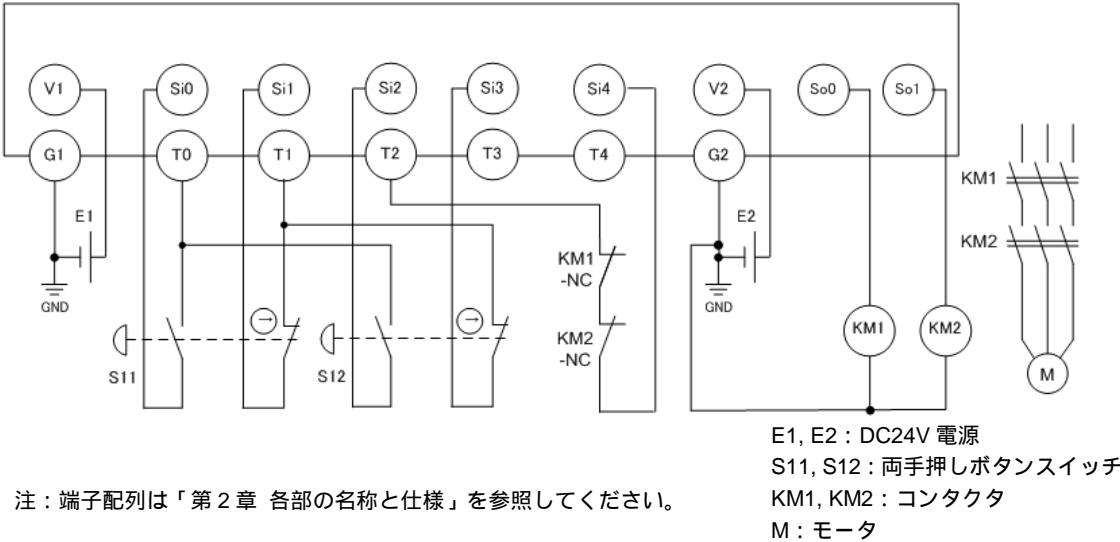 V1 Si0 Si1 Si2 Si3 Si4 V2 So0 So1
G1 T0 T1 T2 T3 T4 G2
KM1
E1
E2
KM2
KM1
-NC
GND
GND
→
→
KM1
KM2
KM2
-NC
M
S11
S12
E1, E2：DC24V 電源
S11, S12：両手押しボタンスイッチ
注：端子配列は「第２章 各部の名称と仕様」を参照してください。
KM1, KM2：コンタクタ
M：モータ